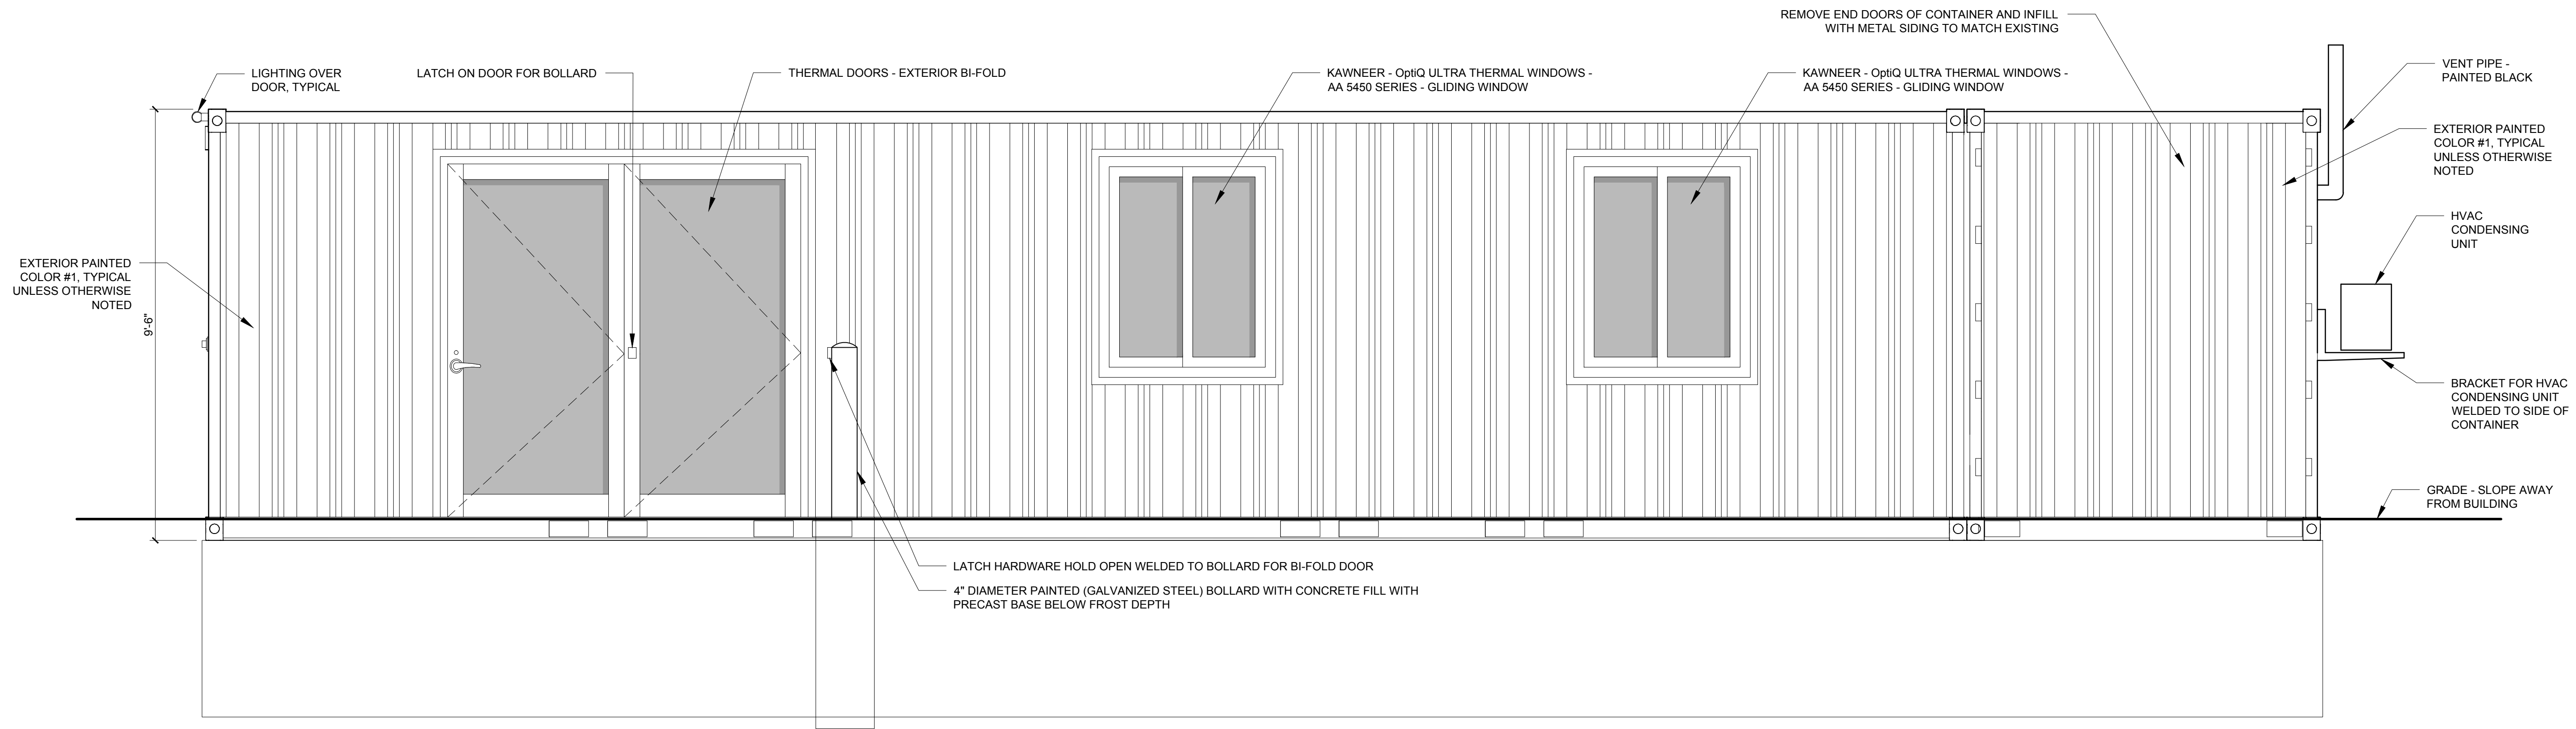 REMOVE END DOORS OF CONTAINER AND INFILL
WITH METAL SIDING TO MATCH EXISTING
LIGHTING OVER
DOOR, TYPICAL
LATCH ON DOOR FOR BOLLARD
THERMAL DOORS - EXTERIOR BI-FOLD
KAWNEER - OptiQ ULTRA THERMAL WINDOWS -
AA 5450 SERIES - GLIDING WINDOW
KAWNEER - OptiQ ULTRA THERMAL WINDOWS -
AA 5450 SERIES - GLIDING WINDOW
VENT PIPE -
PAINTED BLACK
EXTERIOR PAINTED
COLOR #1, TYPICAL
UNLESS OTHERWISE
NOTED
HVAC
CONDENSING
UNIT
EXTERIOR PAINTED
COLOR #1, TYPICAL
UNLESS OTHERWISE
NOTED
9'-6"
BRACKET FOR HVAC
CONDENSING UNIT
WELDED TO SIDE OF
CONTAINER
GRADE - SLOPE AWAY
FROM BUILDING
LATCH HARDWARE HOLD OPEN WELDED TO BOLLARD FOR BI-FOLD DOOR
4" DIAMETER PAINTED (GALVANIZED STEEL) BOLLARD WITH CONCRETE FILL WITH
PRECAST BASE BELOW FROST DEPTH